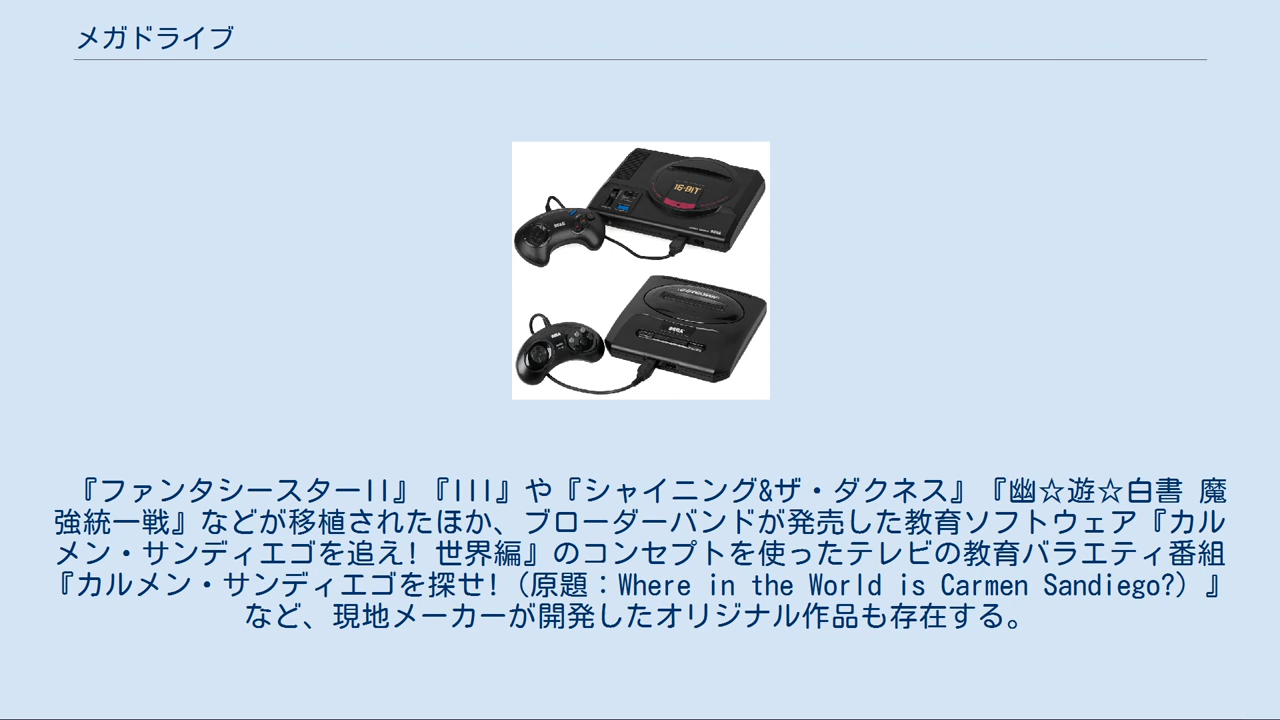 メガドライブ
16-BIT
SEGA
SEGA
SEGA
SEGA
『ファンタシースターII』『III』や『シャイニング&ザ・ダクネス』『幽☆遊☆白書 魔
強統一戦』などが移植されたほか、ブローダーバンドが発売した教育ソフトウェア『カル
メン・サンディエゴを追え! 世界編』のコンセプトを使ったテレビの教育バラエティ番組
『カルメン・サンディエゴを探せ!（原題：Where in the World is Carmen Sandiego?）』
など、現地メーカーが開発したオリジナル作品も存在する。